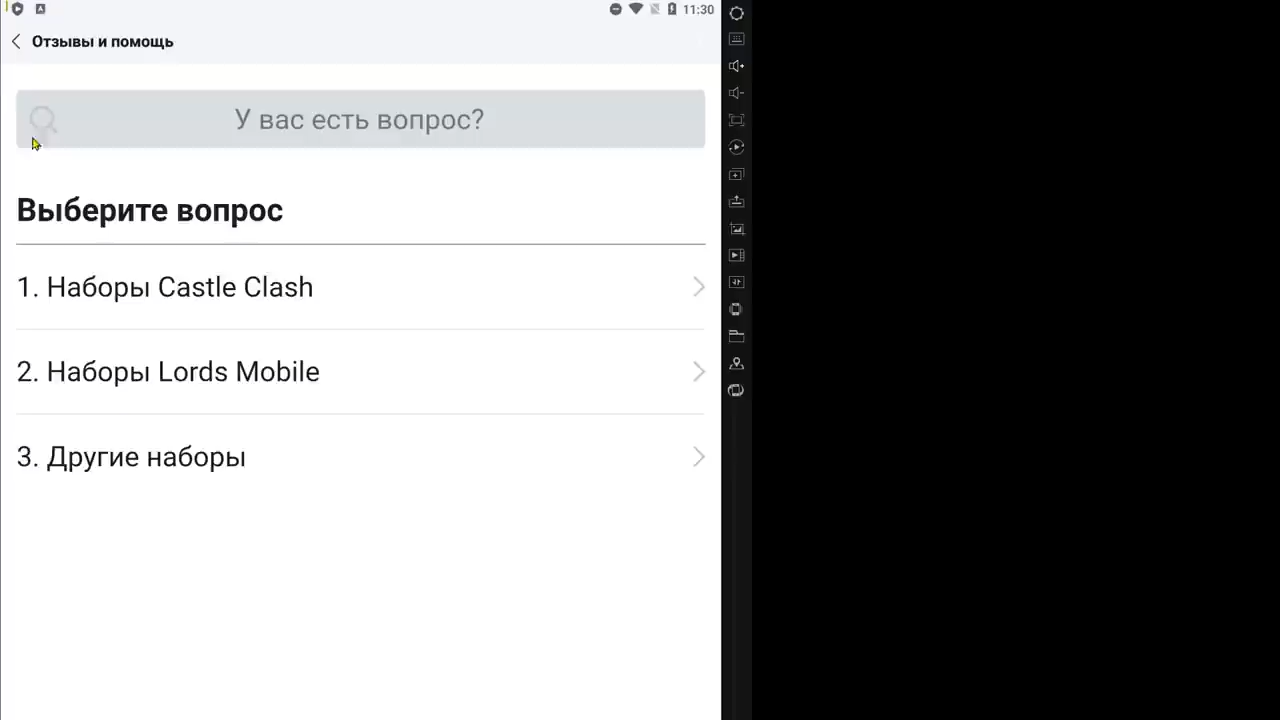 11:30
Отзывы и помощь
У вас есть вопрос?
Выберите вопрос
1. Наборы Castle Clash
2. Наборы Lords Mobile
3. Другие наборы